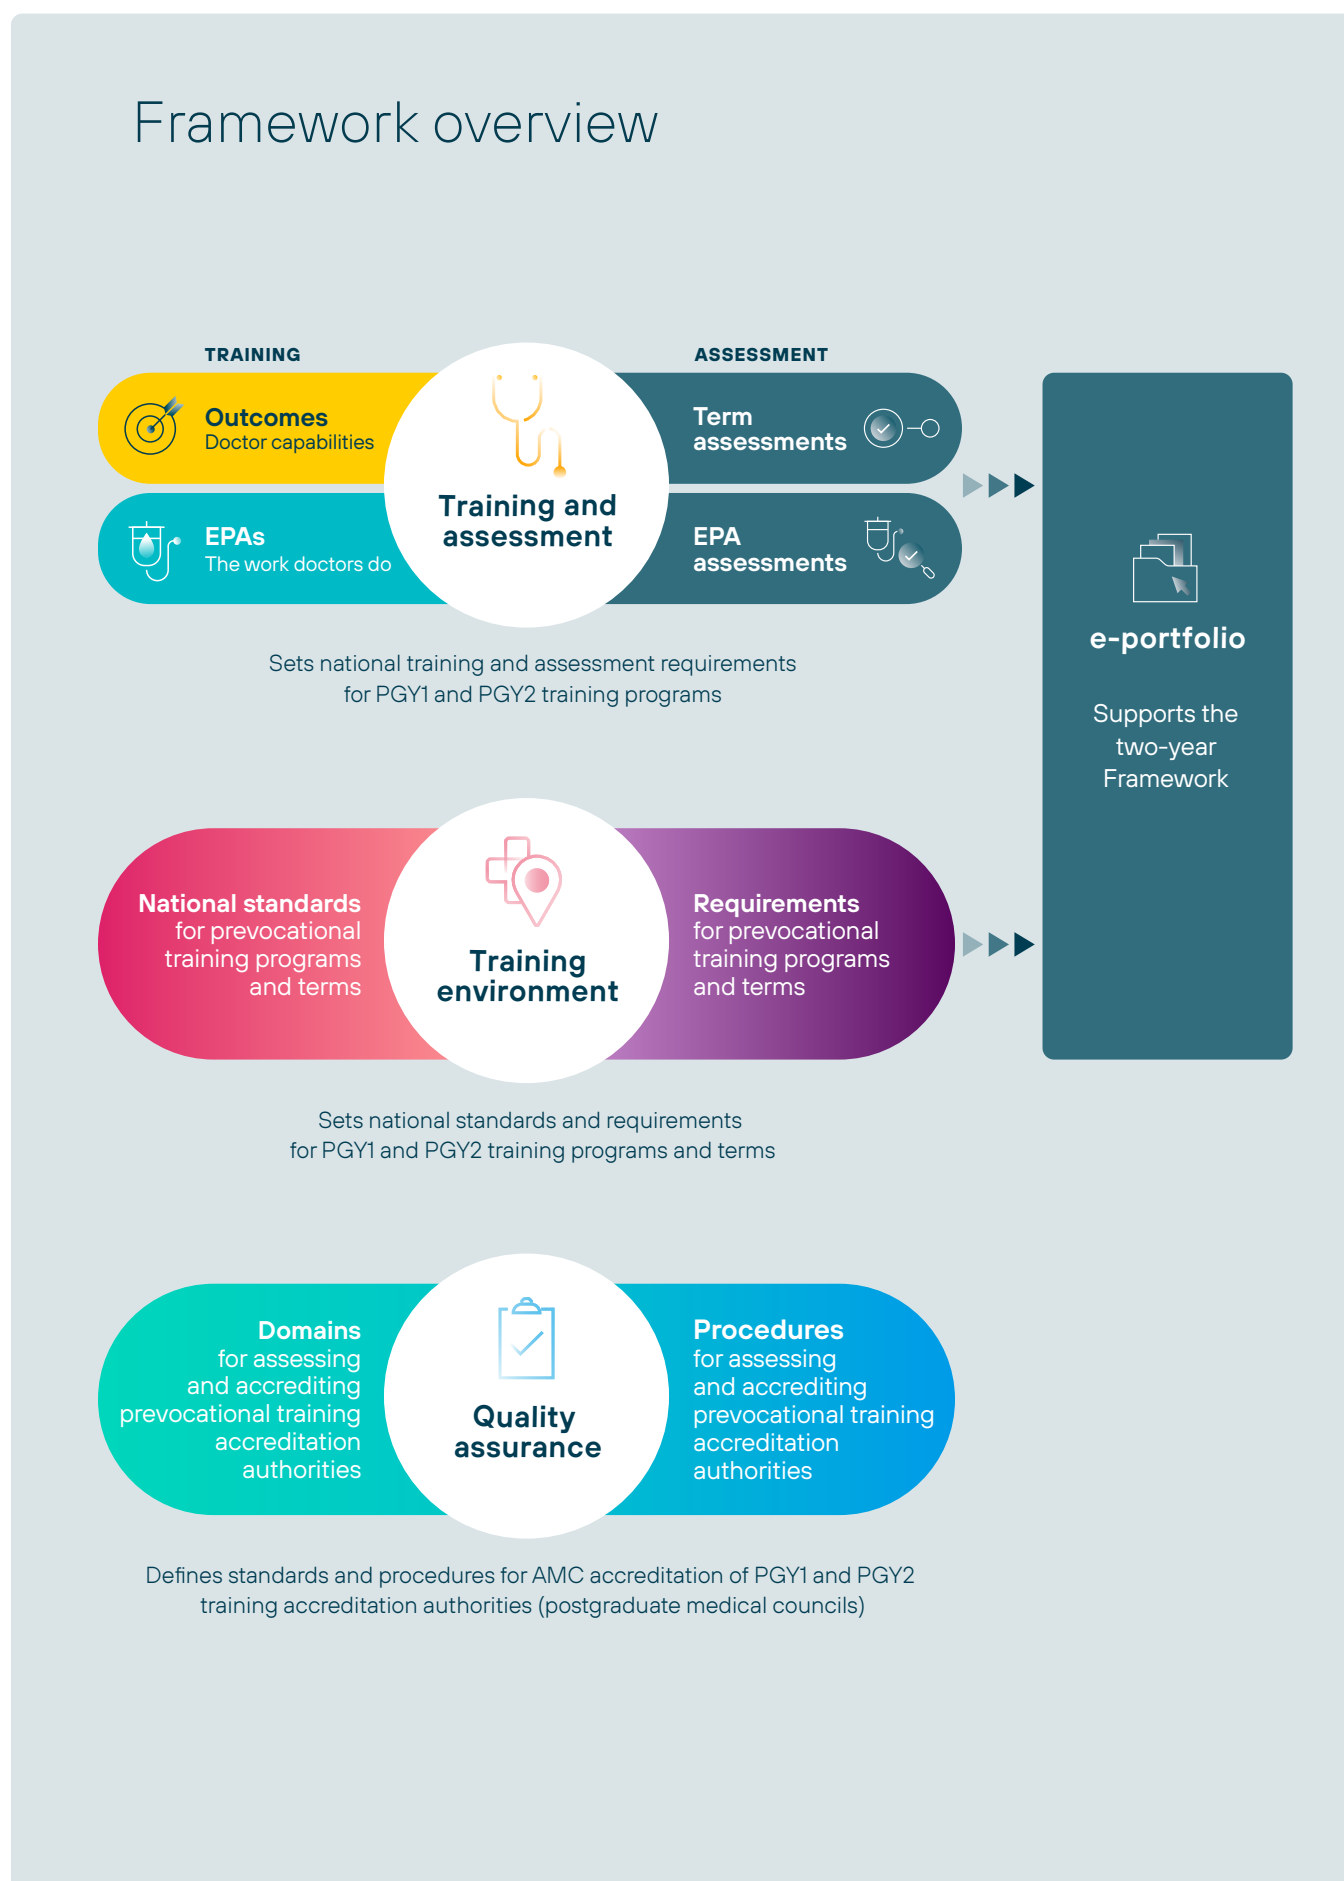 Framework overview
TRAINING
ASSESSMENT
Outcomes
Doctor capabilities
EPAs
The work doctors do
Training and
assessment
Term
assessments
EPA
assessments
Sets national training and assessment requirements
for PGY1 and PGY2 training programs
e-portfolio
Supports the
two-year
Framework
National standards
for prevocational
training programs
and terms
Training
environment
Requirements
for prevocational
training programs
and terms
Sets national standards and requirements
for PGY1 and PGY2 training programs and terms
Domains
for assessing
and accrediting
prevocational training
accreditation
authorities
Quality
assurance
Procedures
for assessing
and accrediting
prevocational training
accreditation
authorities
Defines standards and procedures for AMC accreditation of PGY1 and PGY2
training accreditation authorities (postgraduate medical councils)